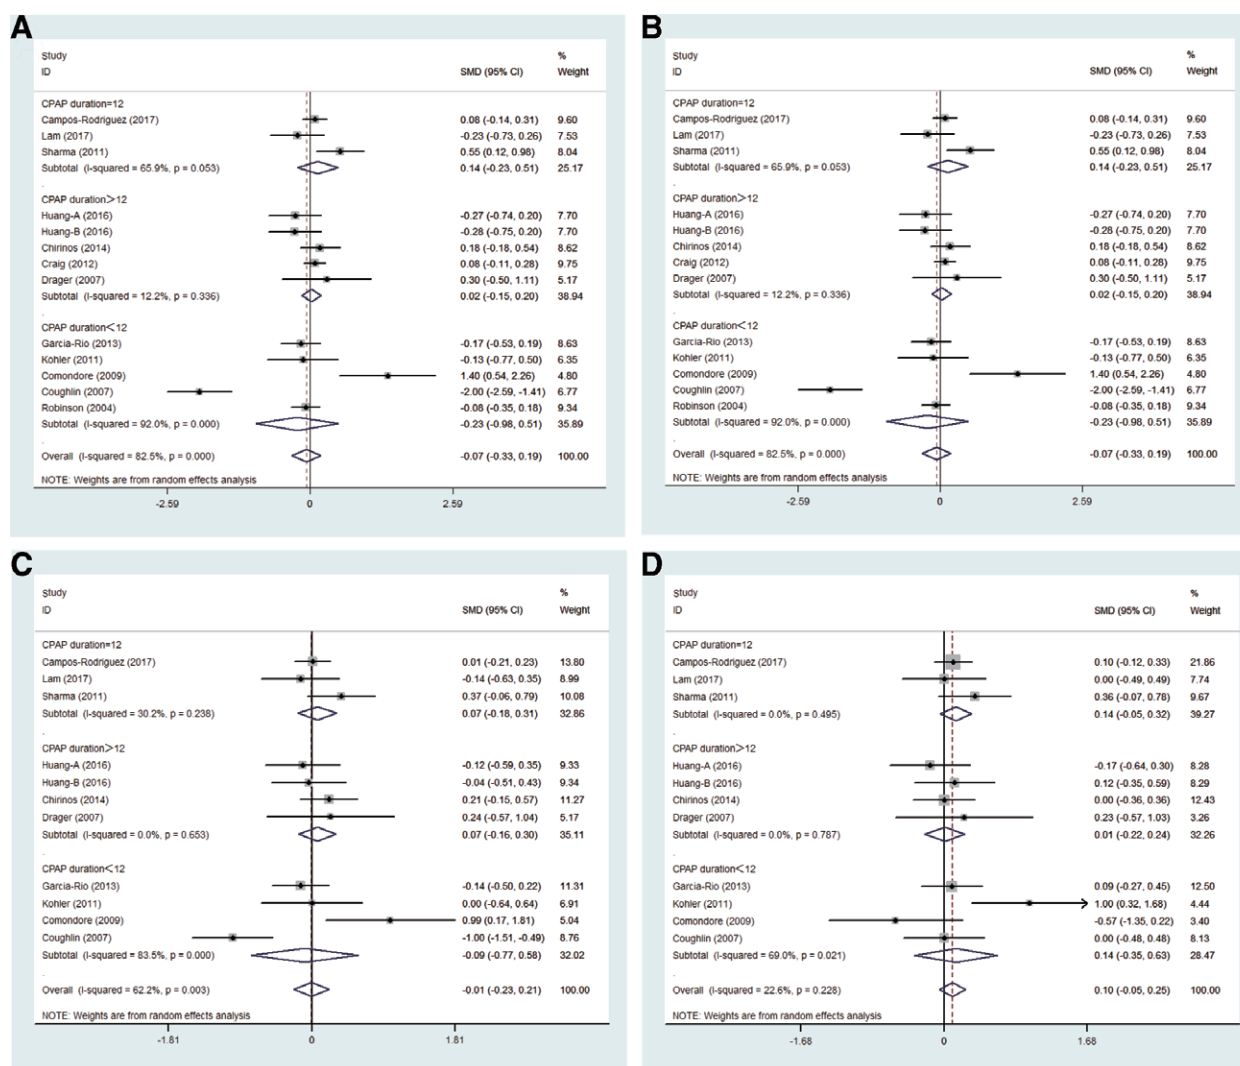 A
Study %
ID SMD (95% CI) Weight
CPAP duration=12
Campos-Rodriguez (2017) 0.08 (-0.14, 0.31) 9.60
Lam (2017) -0.23 (-0.73, 0.26) 7.53
Sharma (2011) 0.55 (0.12, 0.98) 8.04
Subtotal (I-squared = 65.9%, p = 0.053) 0.14 (-0.23, 0.51) 25.17
.
CPAP duration>12
Huang-A (2016) -0.27 (-0.74, 0.20) 7.70
Huang-B (2016) -0.28 (-0.75, 0.20) 7.70
Chirinos (2014) 0.18 (-0.18, 0.54) 8.62
Craig (2012) 0.08 (-0.11, 0.28) 9.75
Drager (2007) 0.30 (-0.50, 1.11) 5.17
Subtotal (I-squared = 12.2%, p = 0.336) 0.02 (-0.15, 0.20) 38.94
.
CPAP duration<12
Garcia-Rio (2013) -0.17 (-0.53, 0.19) 8.63
Kohler (2011) -0.13 (-0.77, 0.50) 6.35
Comondore (2009) 1.40 (0.54, 2.26) 4.80
Coughlin (2007) -2.00 (-2.59, -1.41) 6.77
Robinson (2004) -0.08 (-0.35, 0.18) 9.34
Subtotal (I-squared = 92.0%, p = 0.000) -0.23 (-0.98, 0.51) 35.89
.
Overall (I-squared = 82.5%, p = 0.000) -0.07 (-0.33, 0.19) 100.00
NOTE: Weights are from random effects analysis
-2.59 0 2.59
B
Study %
ID SMD (95% CI) Weight
CPAP duration=12
Campos-Rodriguez (2017) 0.08 (-0.14, 0.31) 9.60
Lam (2017) -0.23 (-0.73, 0.26) 7.53
Sharma (2011) 0.55 (0.12, 0.98) 8.04
Subtotal (I-squared = 65.9%, p = 0.053) 0.14 (-0.23, 0.51) 25.17
.
CPAP duration>12
Huang-A (2016) -0.27 (-0.74, 0.20) 7.70
Huang-B (2016) -0.28 (-0.75, 0.20) 7.70
Chirinos (2014) 0.18 (-0.18, 0.54) 8.62
Craig (2012) 0.08 (-0.11, 0.28) 9.75
Drager (2007) 0.30 (-0.50, 1.11) 5.17
Subtotal (I-squared = 12.2%, p = 0.336) 0.02 (-0.15, 0.20) 38.94
.
CPAP duration<12
Garcia-Rio (2013) -0.17 (-0.53, 0.19) 8.63
Kohler (2011) -0.13 (-0.77, 0.50) 6.35
Comondore (2009) 1.40 (0.54, 2.26) 4.80
Coughlin (2007) -2.00 (-2.59, -1.41) 6.77
Robinson (2004) -0.08 (-0.35, 0.18) 9.34
Subtotal (I-squared = 92.0%, p = 0.000) -0.23 (-0.98, 0.51) 35.89
.
Overall (I-squared = 82.5%, p = 0.000) -0.07 (-0.33, 0.19) 100.00
NOTE: Weights are from random effects analysis
-2.59 0 2.59
C
Study %
ID SMD (95% CI) Weight
CPAP duration=12
Campos-Rodriguez (2017) 0.01 (-0.21, 0.23) 13.80
Lam (2017) -0.14 (-0.63, 0.35) 8.99
Sharma (2011) 0.37 (-0.06, 0.79) 10.08
Subtotal (I-squared = 30.2%, p = 0.238) 0.07 (-0.18, 0.31) 32.86
.
CPAP duration>12
Huang-A (2016) -0.12 (-0.59, 0.35) 9.33
Huang-B (2016) -0.04 (-0.51, 0.43) 9.34
Chirinos (2014) 0.21 (-0.15, 0.57) 11.27
Drager (2007) 0.24 (-0.57, 1.04) 5.17
Subtotal (I-squared = 0.0%, p = 0.653) 0.07 (-0.16, 0.30) 35.11
.
CPAP duration<12
Garcia-Rio (2013) -0.14 (-0.50, 0.22) 11.31
Kohler (2011) 0.00 (-0.64, 0.64) 6.91
Comondore (2009) 0.99 (0.17, 1.81) 5.04
Coughlin (2007) -1.00 (-1.51, -0.49) 8.76
Subtotal (I-squared = 83.5%, p = 0.000) -0.09 (-0.77, 0.58) 32.02
.
Overall (I-squared = 62.2%, p = 0.003) -0.01 (-0.23, 0.21) 100.00
NOTE: Weights are from random effects analysis
-1.81 0 1.81
D
Study %
ID SMD (95% CI) Weight
CPAP duration=12
Campos-Rodriguez (2017) 0.10 (-0.12, 0.33) 21.86
Lam (2017) 0.00 (-0.49, 0.49) 7.74
Sharma (2011) 0.36 (-0.07, 0.78) 9.67
Subtotal (I-squared = 0.0%, p = 0.495) 0.14 (-0.05, 0.32) 39.27
.
CPAP duration>12
Huang-A (2016) -0.17 (-0.64, 0.30) 8.28
Huang-B (2016) 0.12 (-0.35, 0.59) 8.29
Chirinos (2014) 0.00 (-0.36, 0.36) 12.43
Drager (2007) 0.23 (-0.57, 1.03) 3.26
Subtotal (I-squared = 0.0%, p = 0.787) 0.01 (-0.22, 0.24) 32.26
.
CPAP duration<12
Garcia-Rio (2013) 0.09 (-0.27, 0.45) 12.50
Kohler (2011) 1.00 (0.32, 1.68) 4.44
Comondore (2009) -0.57 (-1.35, 0.22) 3.40
Coughlin (2007) 0.00 (-0.48, 0.48) 8.13
Subtotal (I-squared = 69.0%, p = 0.021) 0.14 (-0.35, 0.63) 28.47
.
Overall (I-squared = 22.6%, p = 0.228) 0.10 (-0.05, 0.25) 100.00
NOTE: Weights are from random effects analysis
-1.68 0 1.68